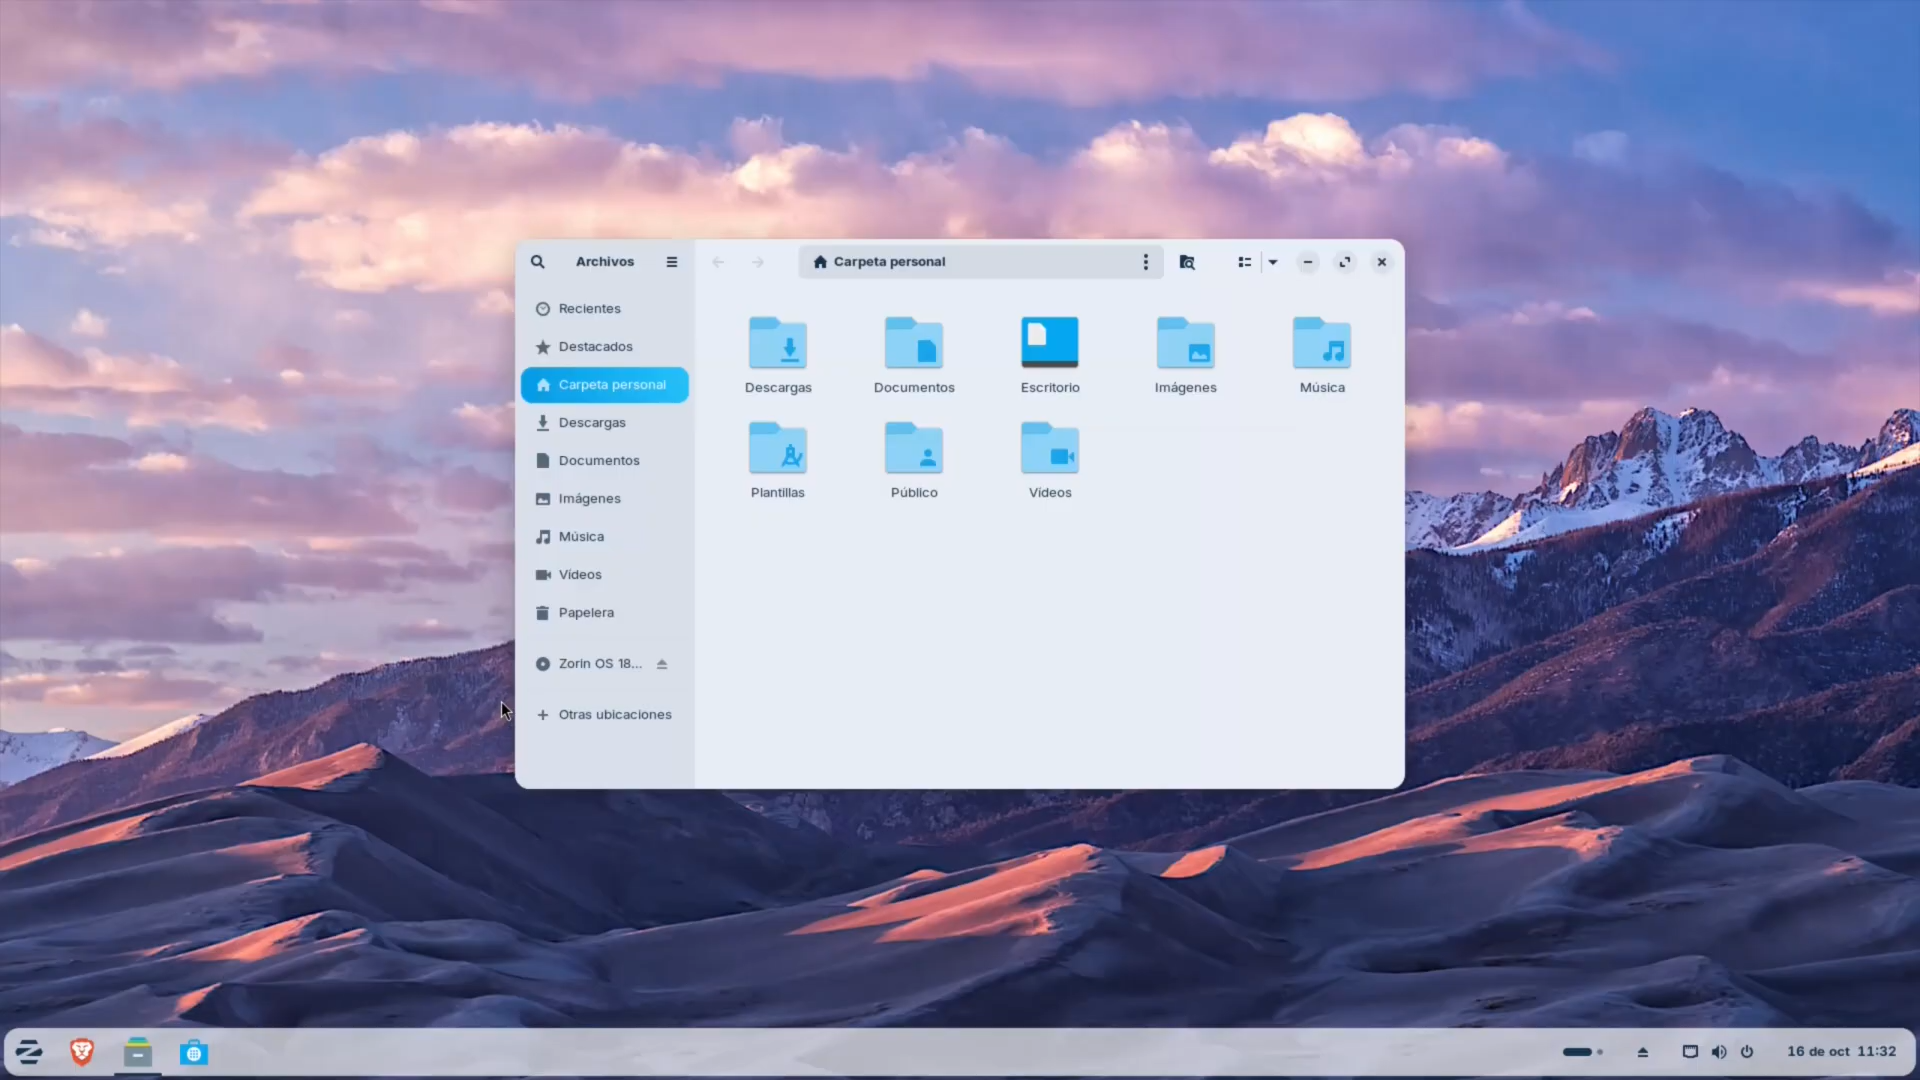 Archivos
Carpeta personal
Recientes
Destacados
Carpeta personal
Descargas
Documentos
Imágenes
Música
Vídeos
Papelera
Zorin OS 18...
Otras ubicaciones
Descargas
Documentos
Escritorio
Imágenes
Música
Plantillas
Público
Vídeos
16 de oct 11:32